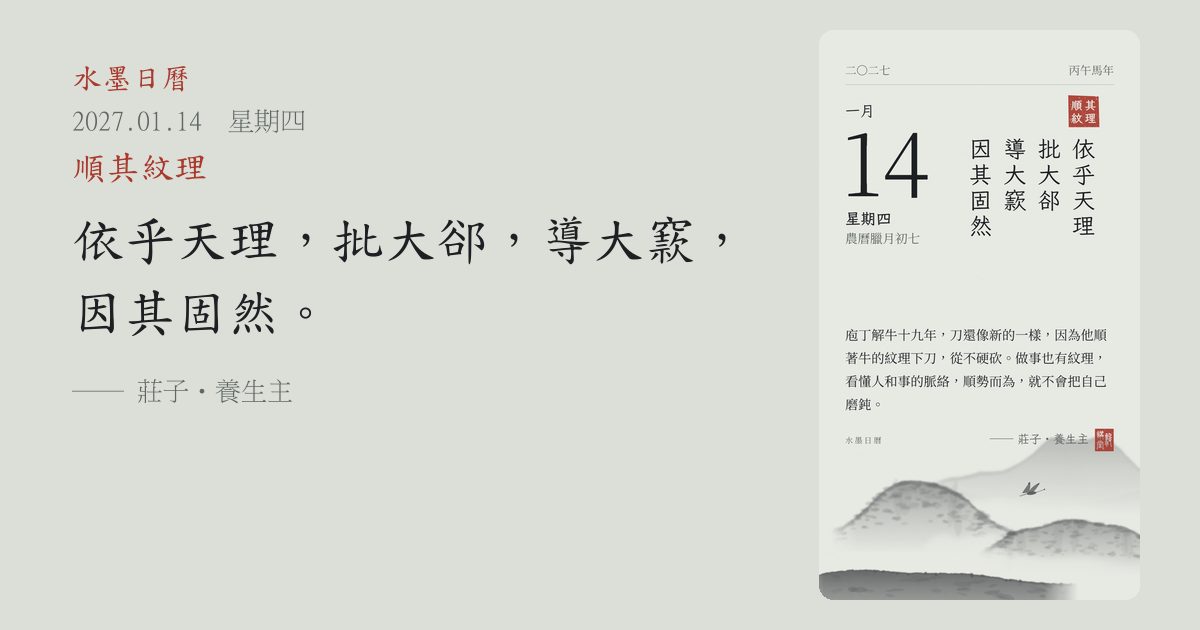 水墨日曆
2027.01.14 星期四
順其紋理
依乎天理，批大郤，導大窾，
因其固然。
—— 莊子・養生主
二〇二七
丙午馬年
一月
14
星期四
農曆臘月初七
順其紋理
依乎天理
批大郤
導大窾
因其固然
庖丁解牛十九年，刀還像新的一樣，因為他順
著牛的紋理下刀，從不硬砍。做事也有紋理，
看懂人和事的脈絡，順勢而為，就不會把自己
磨鈍。
水墨日曆
—— 莊子・養生主